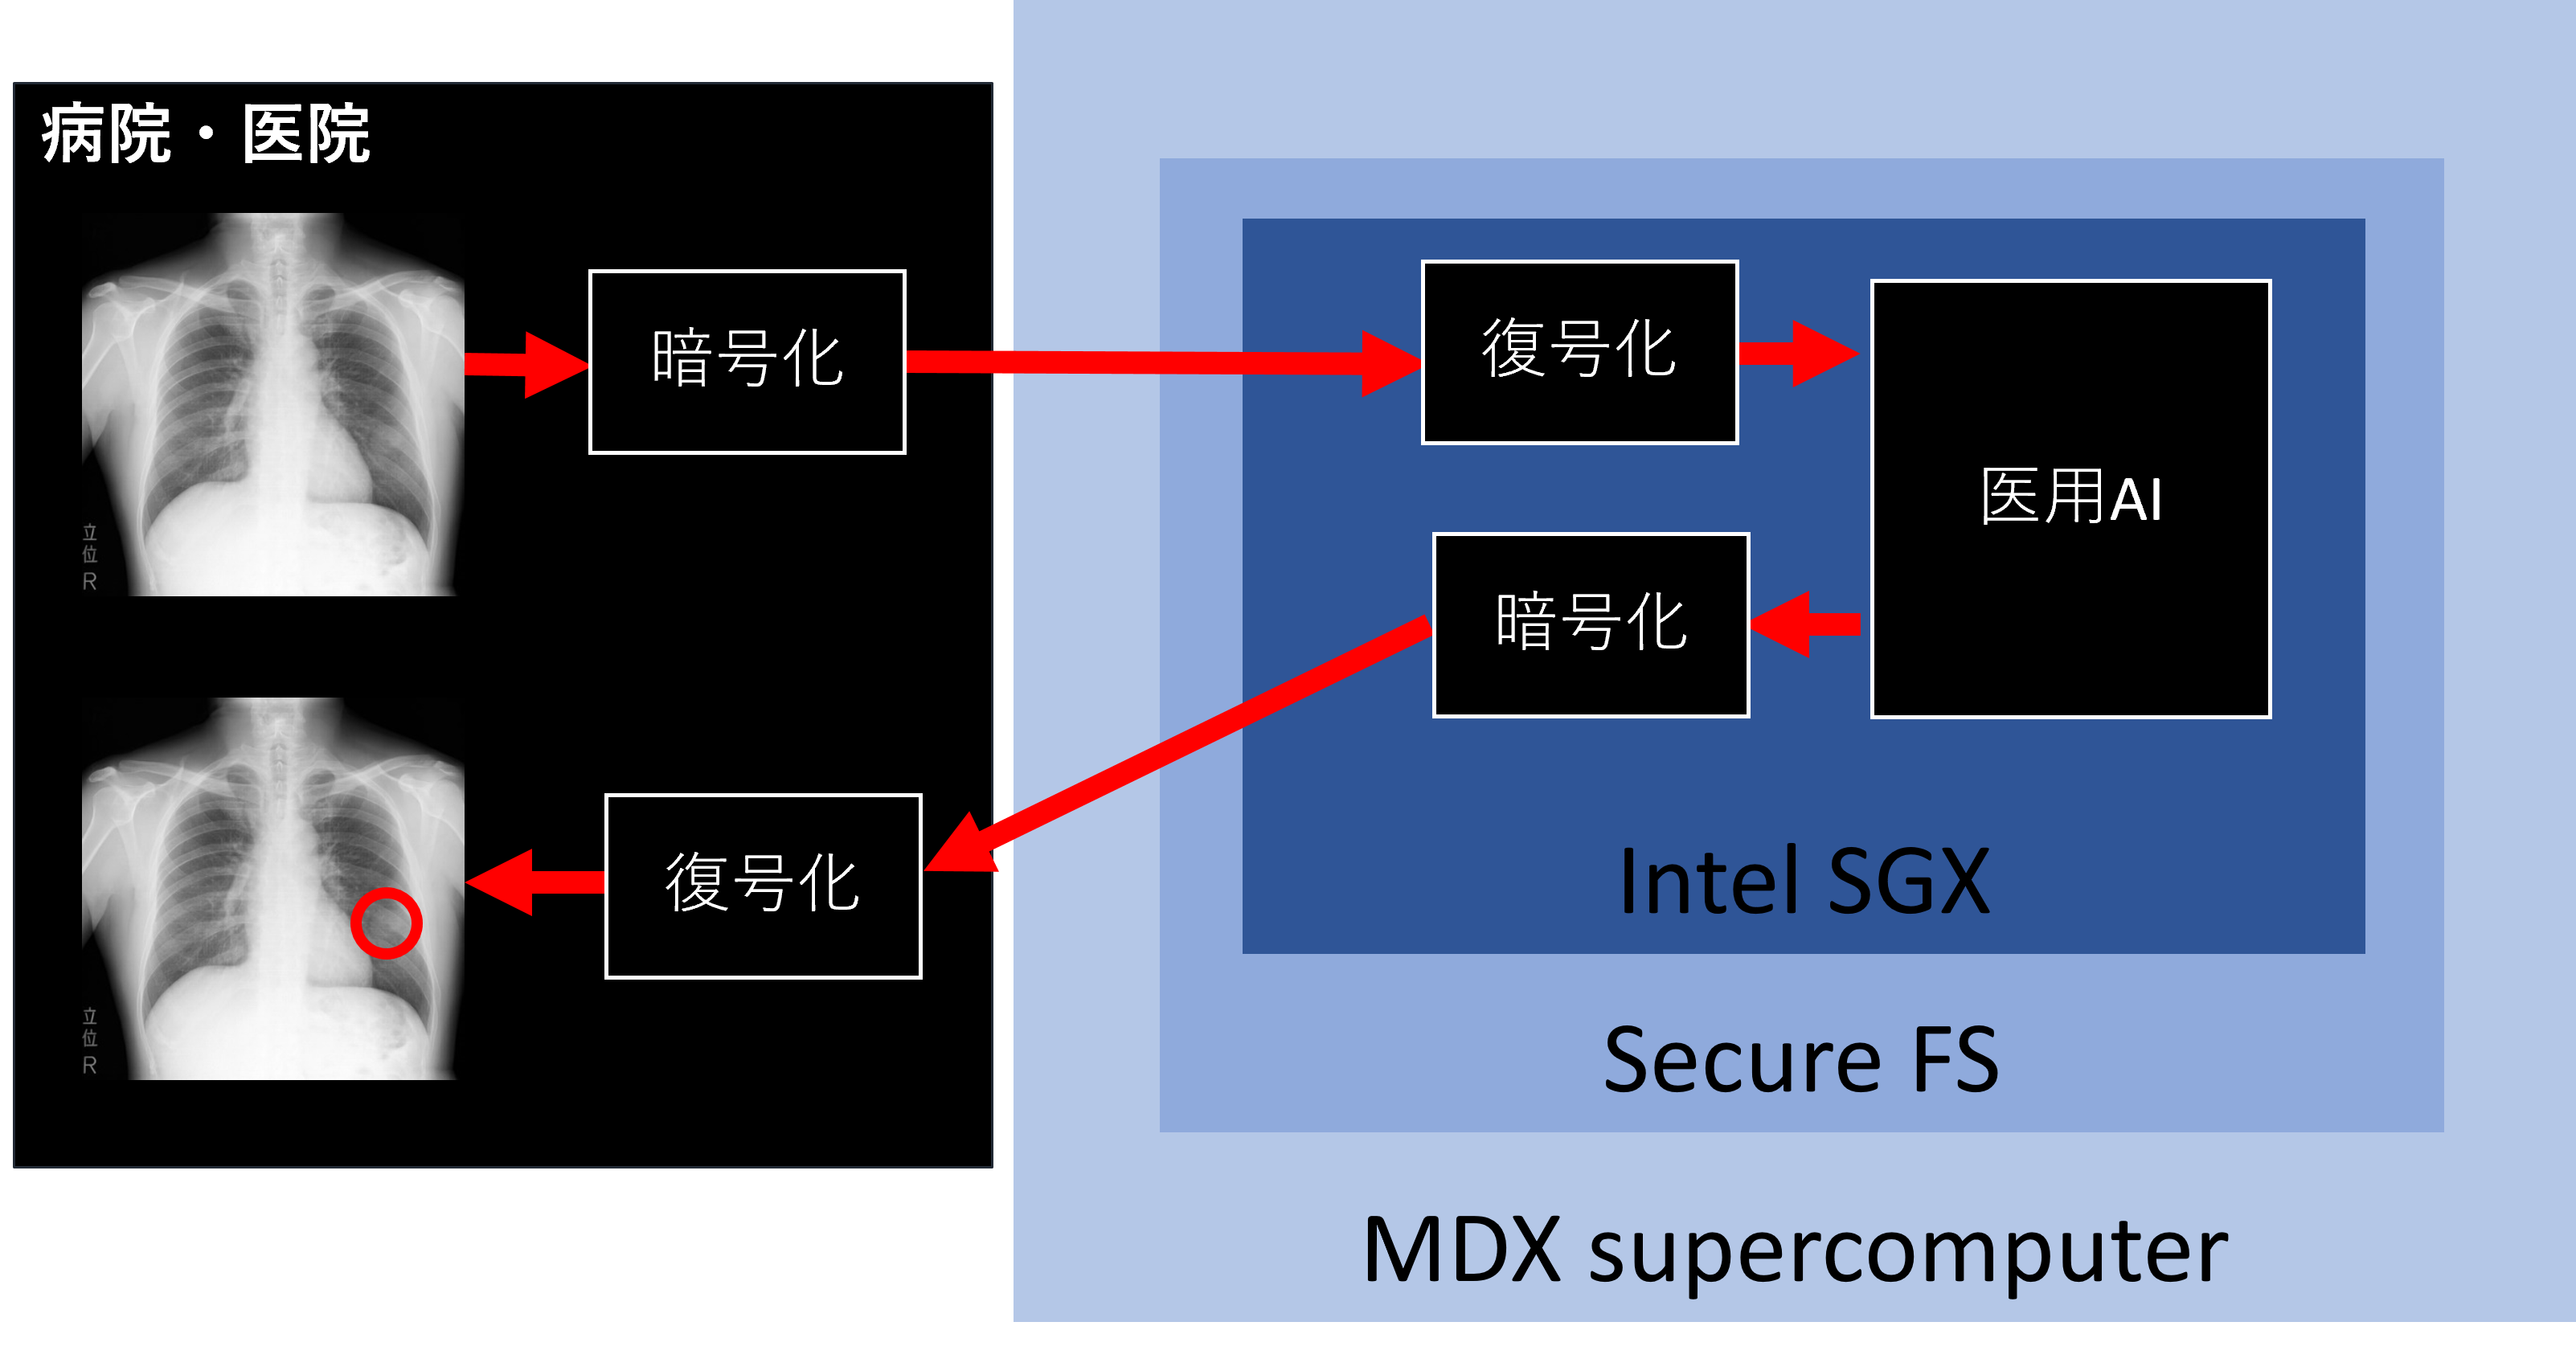 病院・医院
立
位
R
暗号化
復号化
医用AI
暗号化
立
位
R
復号化
Intel SGX
Secure FS
MDX supercomputer